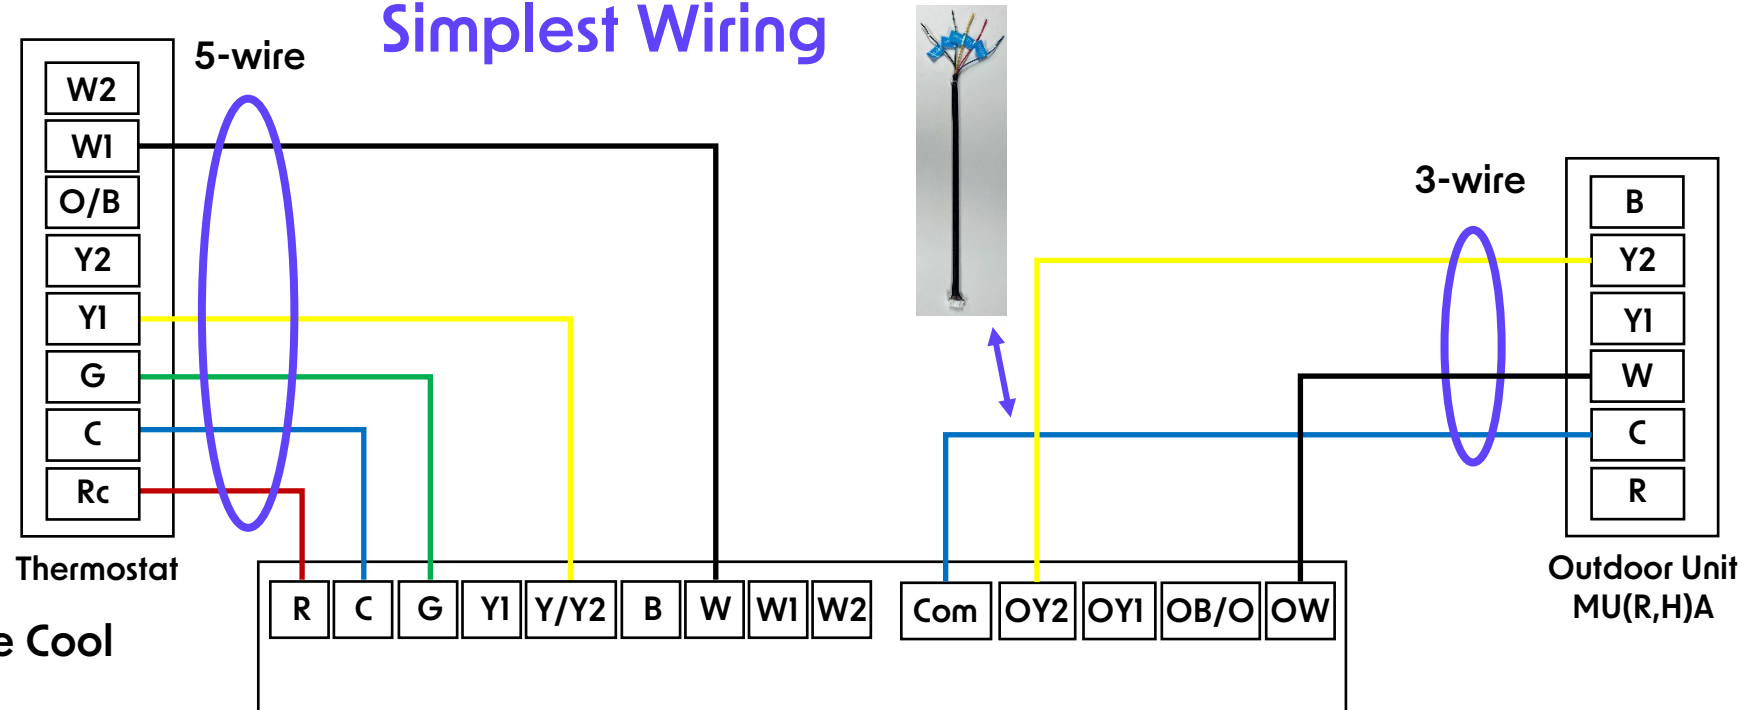 Simplest Wiring
5-wire
W2
W1
O/B
Y2
Y1
G
C
Rc
Thermostat
3-wire
B
Y2
Y1
W
C
R
Outdoor Unit
MU(R,H)A
R C G Y1 Y/Y2 B W W1 W2 Com OY2 OY1 OB/O OW
e Cool